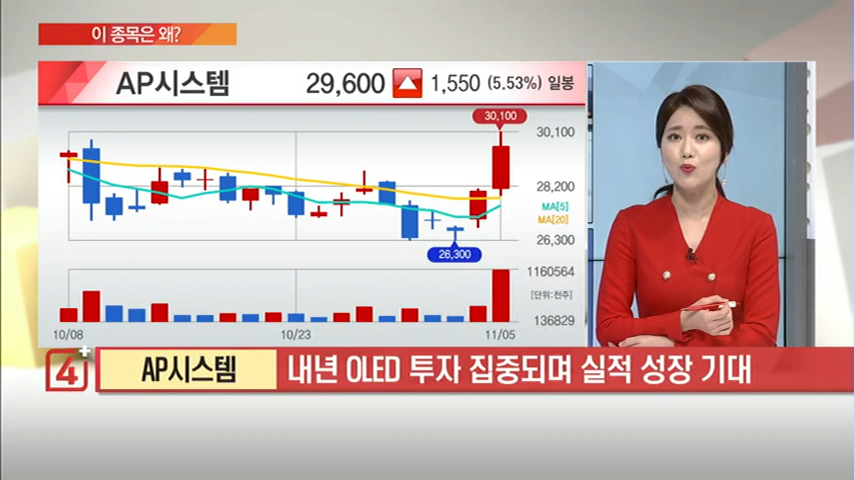 이 종목은 왜?
AP시스템 29,600 1,550 (5.53%) 일봉
30,100
30,100
28,200
MA[5]
MA[20]
26,300
26,300
1160564
[단위:천주]
136829
10/08 10/23 11/05
4+ AP시스템 내년 OLED 투자 집중되며 실적 성장 기대